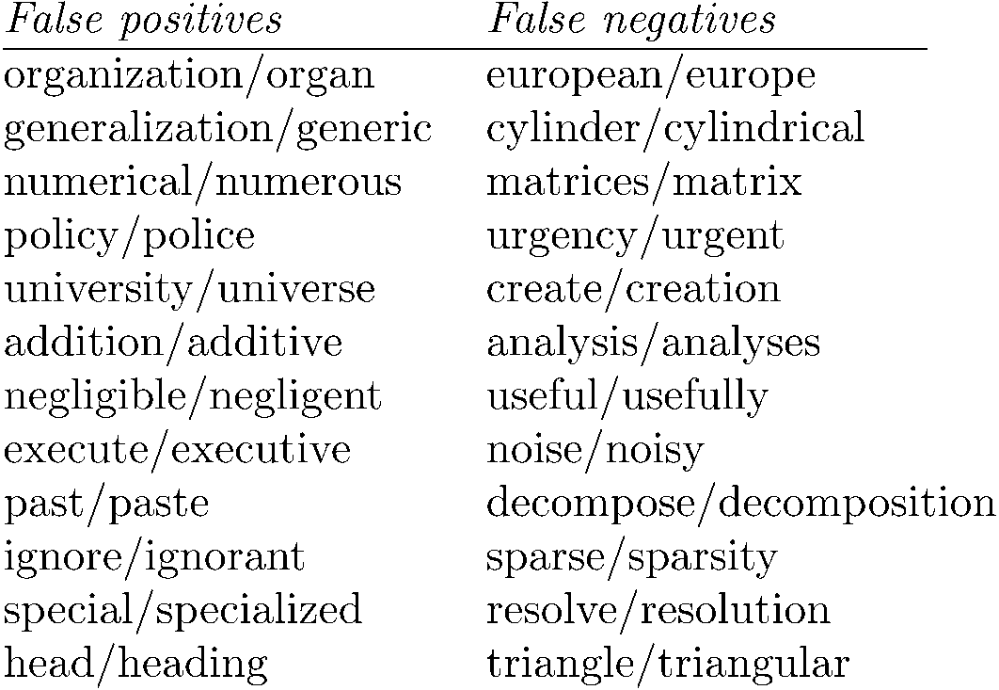 False positives False negatives
organization/organ european/europe
generalization/generic cylinder/cylindrical
numerical/numerous matrices/matrix
policy/police urgency/urgent
university/universe create/creation
addition/additive analysis/analyses
negligible/negligent useful/usefully
execute/executive noise/noisy
past/paste decompose/decomposition
ignore/ignorant sparse/sparsity
special/specialized resolve/resolution
head/heading triangle/triangular